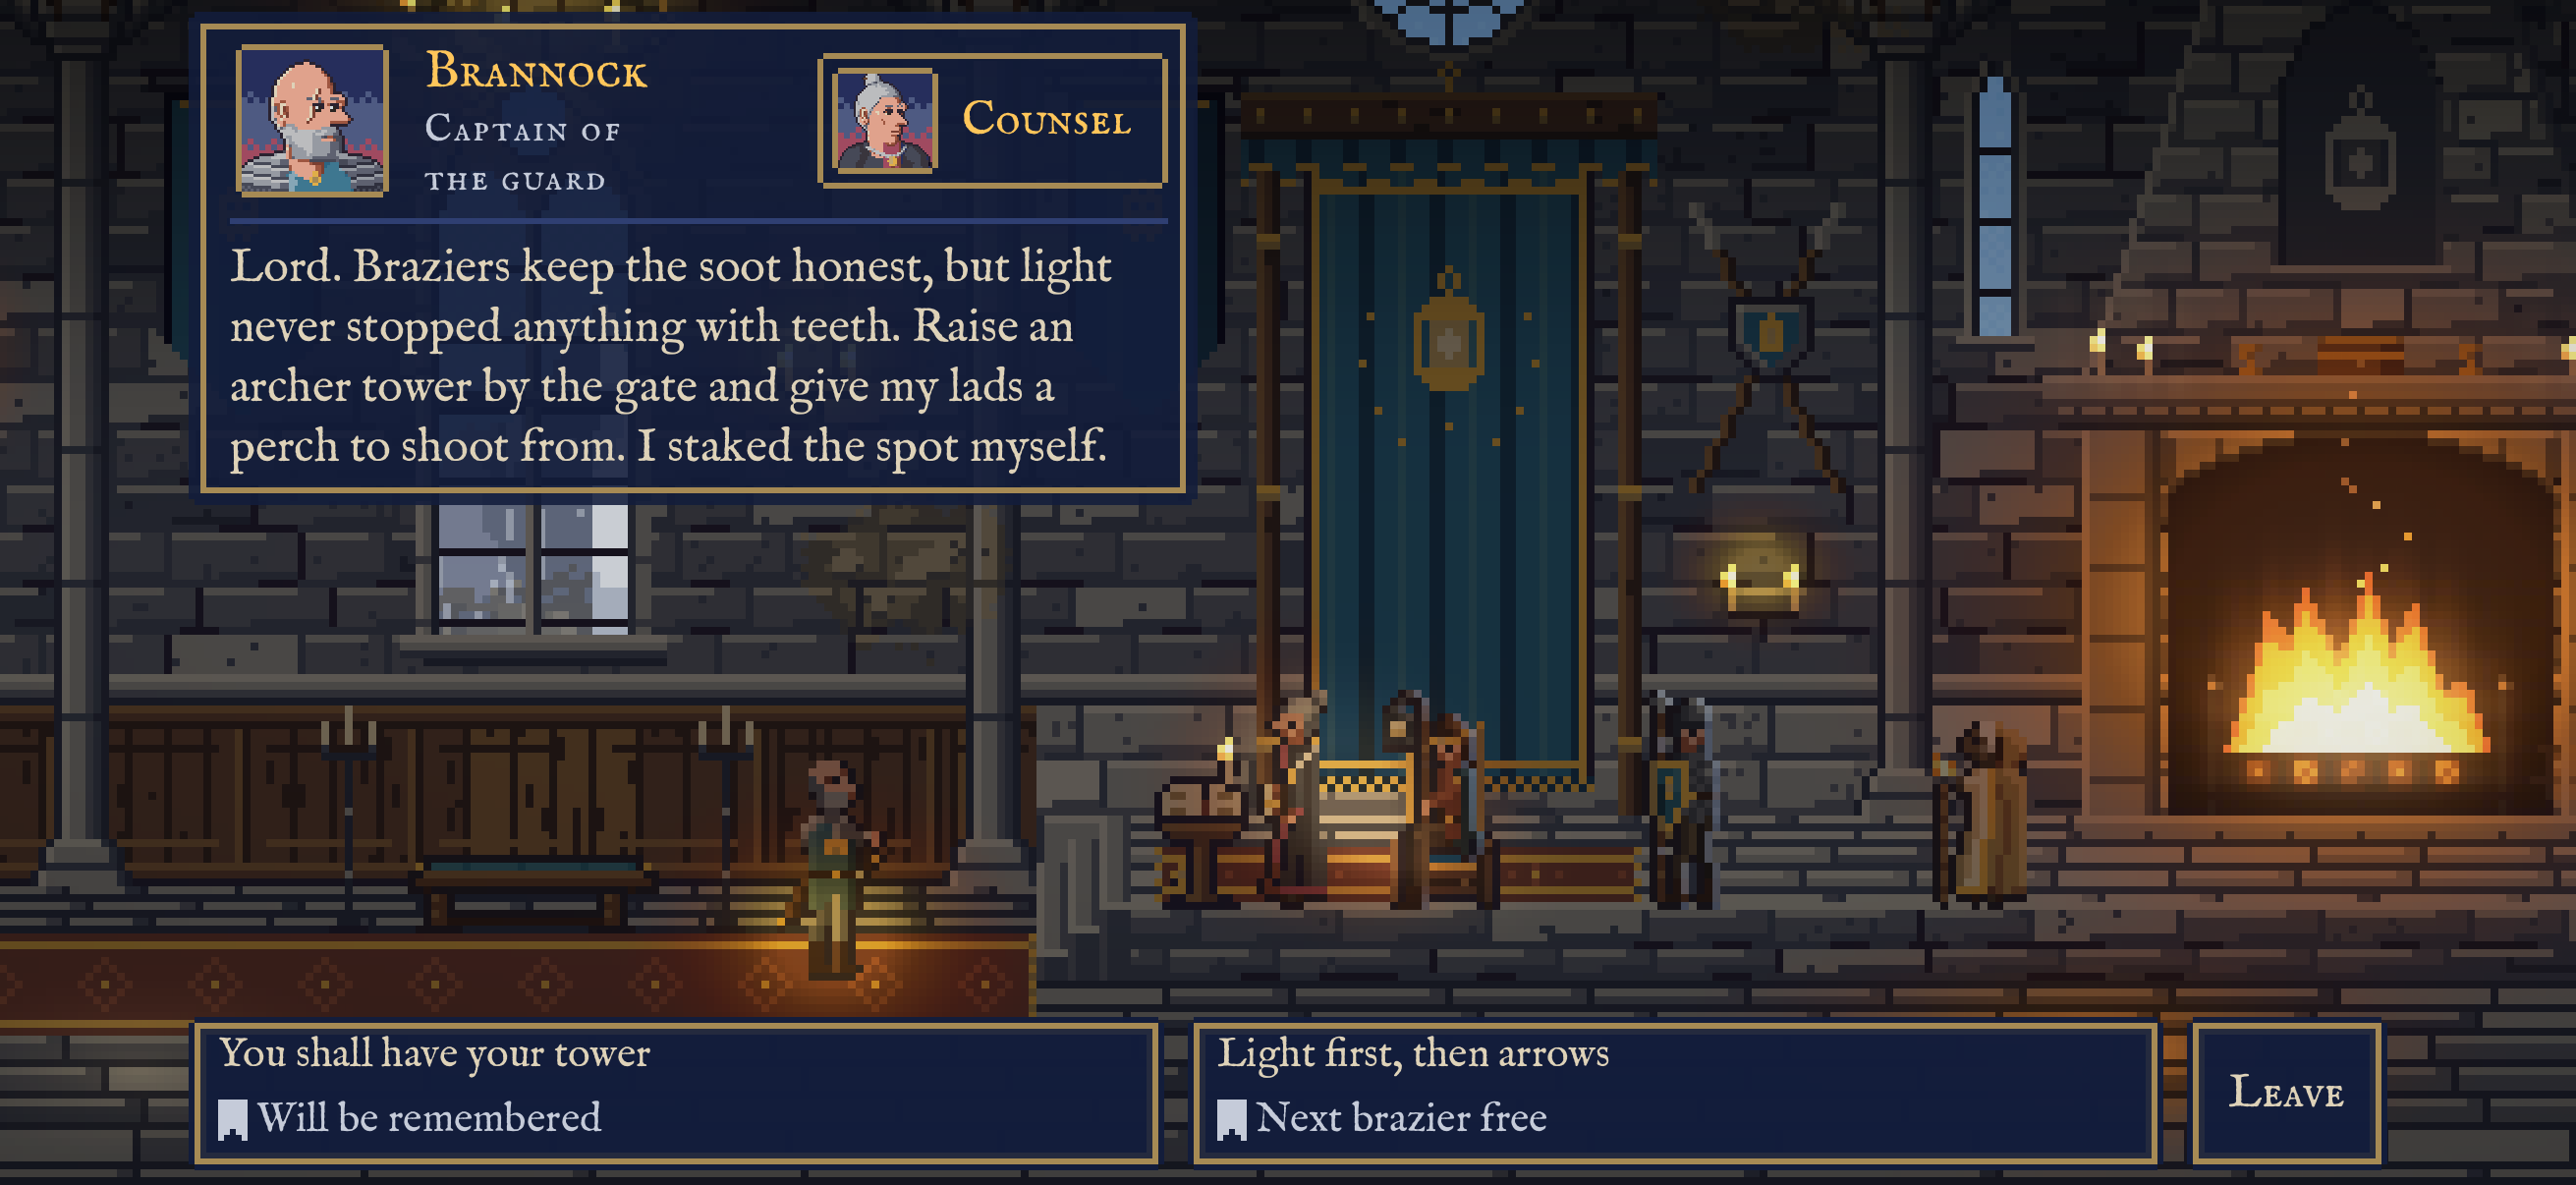 Brannock
Captain of
the guard
Counsel
Lord. Braziers keep the soot honest, but light
never stopped anything with teeth. Raise an
archer tower by the gate and give my lads a
perch to shoot from. I staked the spot myself.
You shall have your tower
Will be remembered
Light first, then arrows
Next brazier free
Leave